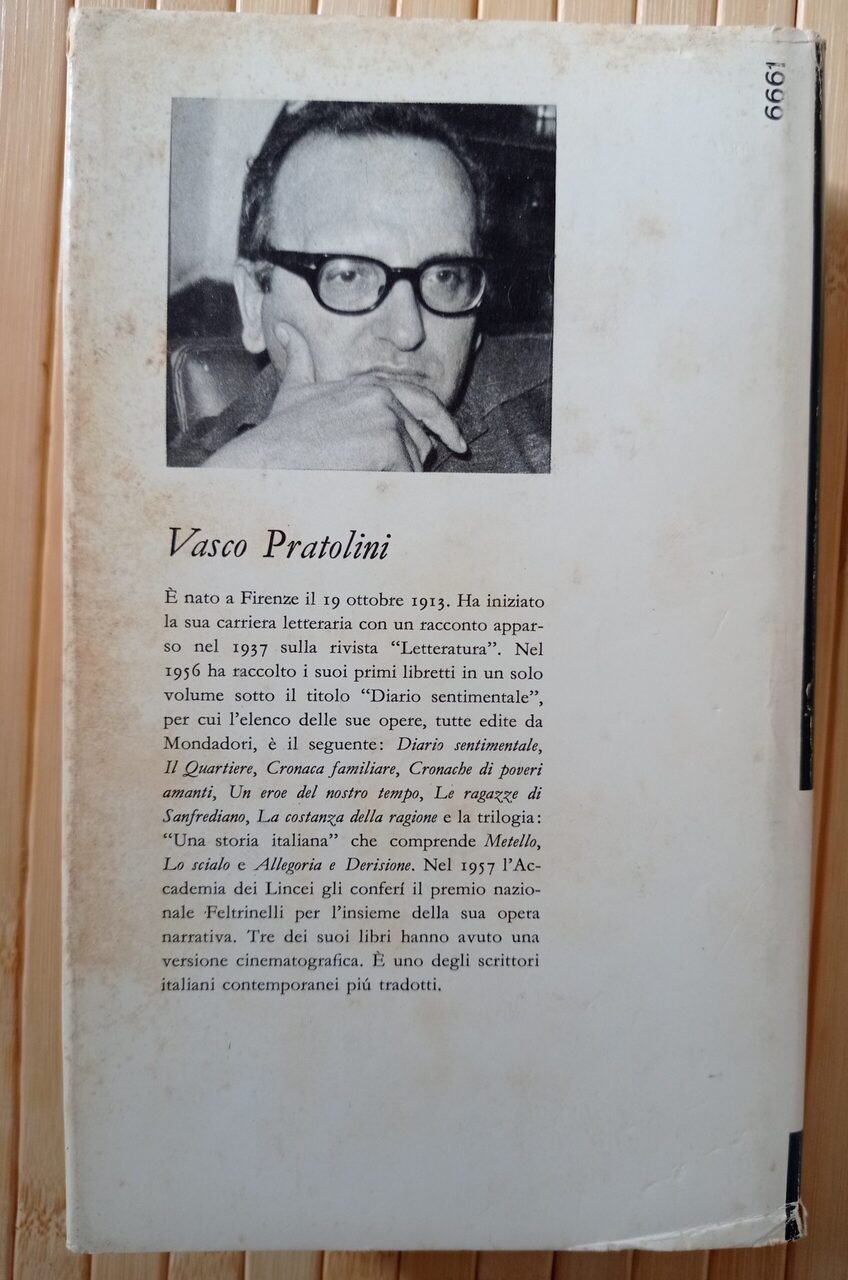 1999
Vasco Pratolini
È nato a Firenze il 19 ottobre 1913. Ha iniziato
la sua carriera letteraria con un racconto appar-
so nel 1937 sulla rivista “Letteratura”. Nel
1956 ha raccolto i suoi primi libretti in un solo
volume sotto il titolo “Diario sentimentale”,
per cui l’elenco delle sue opere, tutte edite da
Mondadori, è il seguente: Diario sentimentale,
Il Quartiere, Cronaca familiare, Cronache di poveri
amanti, Un eroe del nostro tempo, Le ragazze di
Sanfrediano, La costanza della ragione e la trilogia:
“Una storia italiana” che comprende Metello,
Lo scialo e Allegoria e Derisione. Nel 1957 l’Ac-
cademia dei Lincei gli conferí il premio nazio-
nale Feltrinelli per l’insieme della sua opera
narrativa. Tre dei suoi libri hanno avuto una
versione cinematografica. È uno degli scrittori
italiani contemporanei piú tradotti.